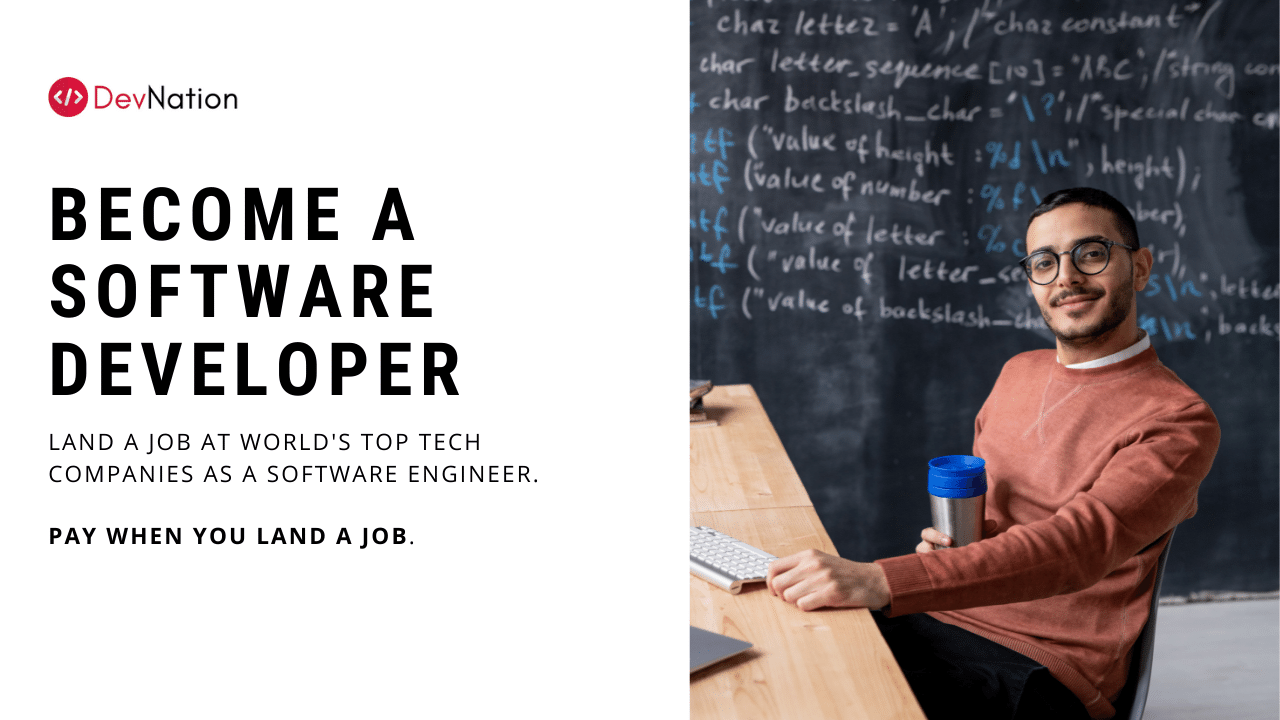 DevNation
BECOME A
SOFTWARE
DEVELOPER
LAND A JOB AT WORLD'S TOP TECH
COMPANIES AS A SOFTWARE ENGINEER.
PAY WHEN YOU LAND A JOB.
char letter = 'A'; /*char constant*/
char letter_sequence [10] = 'ABC'; /*string
char backslash_char = '\?'; /*special char
("value of height :%d \n", height);
(value of number : %f
("value of letter : %c
("value of letter_se
("value of backslash_ch